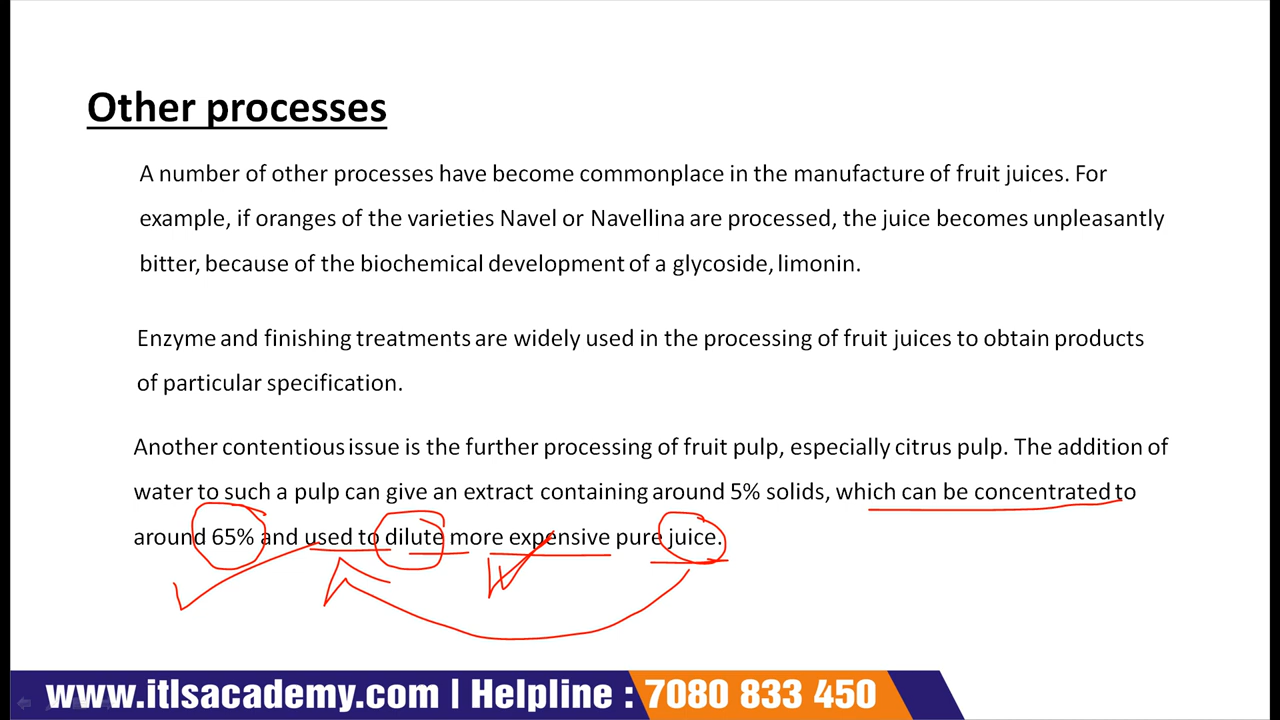 Other processes
A number of other processes have become commonplace in the manufacture of fruit juices. For
example, if oranges of the varieties Navel or Navellina are processed, the juice becomes unpleasantly
bitter, because of the biochemical development of a glycoside, limonin.
Enzyme and finishing treatments are widely used in the processing of fruit juices to obtain products
of particular specification.
Another contentious issue is the further processing of fruit pulp, especially citrus pulp. The addition of
water to such a pulp can give an extract containing around 5% solids, which can be concentrated to
around 65% and used to dilute more expensive pure juice.
www.itlsacademy.com | Helpline : 7080 833 450